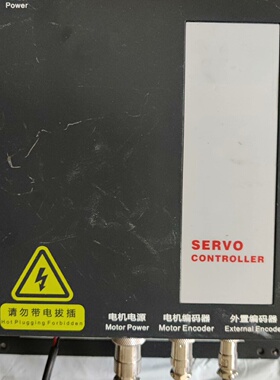 Power
SERVO
CONTROLLER
请勿带电拔插
Hot Plugging Forbidden
电机电源
Motor Power
电机编码器
Motor Encoder
外置编码器
External Encode